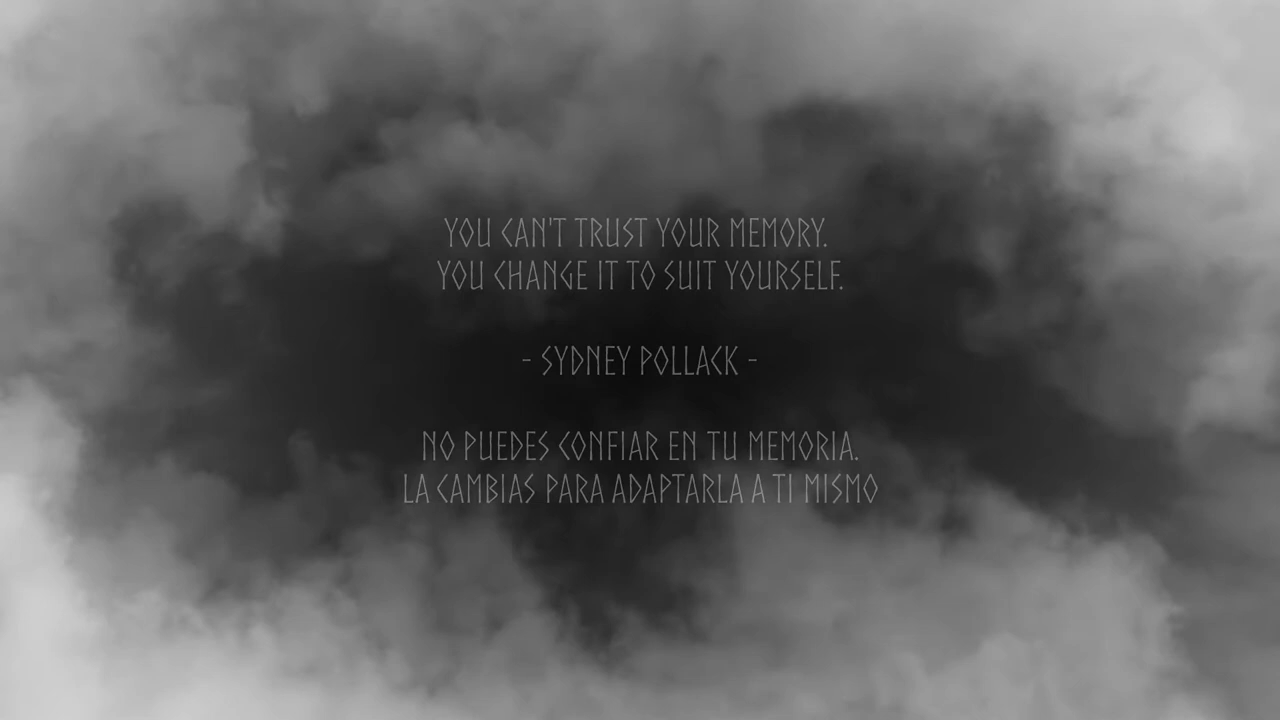 YOU CAN'T TRUST YOUR MEMORY.
YOU CHANGE IT TO SUIT YOURSELF.
- SYDNEY POLLACK -
NO PUEDES CONFIAR EN TU MEMORIA.
LA CAMBIAS PARA ADAPTARLA A TI MISMO